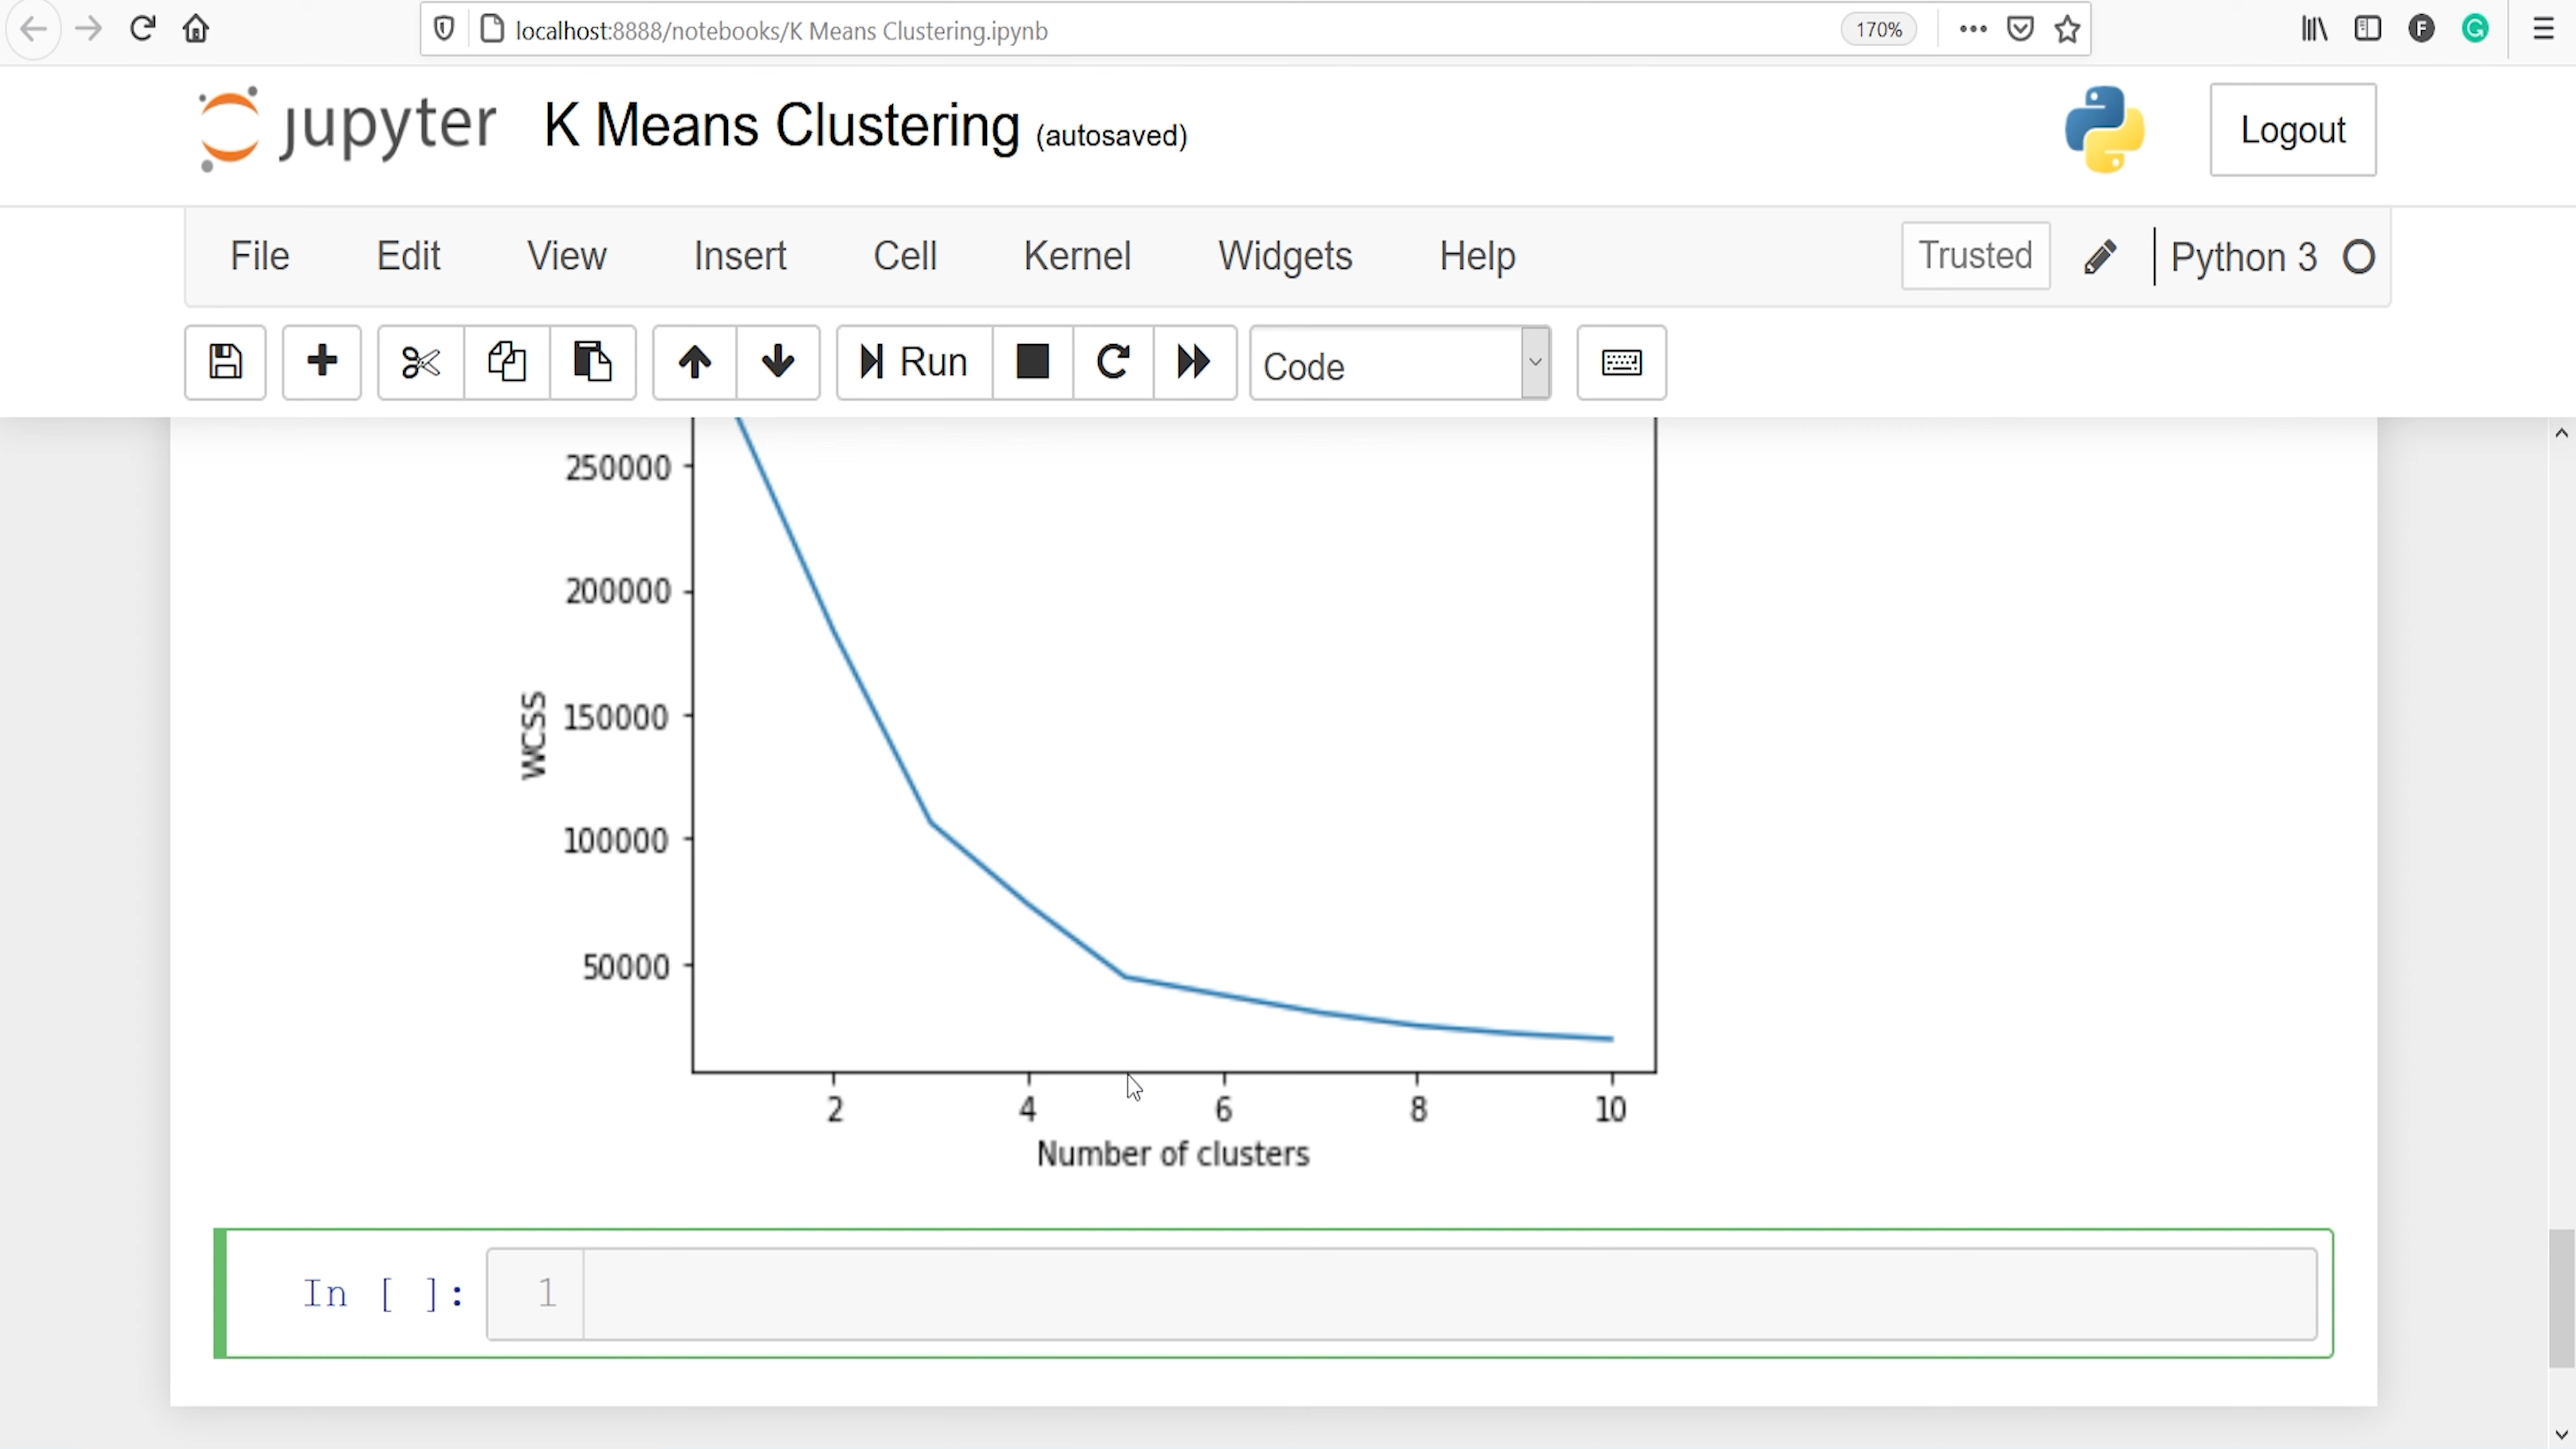 localhost:8888/notebooks/K Means Clustering.ipynb
170%
F
G
jupyter
K Means Clustering (autosaved)
Logout
File Edit View Insert Cell Kernel Widgets Help
Trusted
Python 3
Run
Code
250000
200000
150000
100000
50000
WCSS
2 4 6 8 10
Number of clusters
In [ ]: 1